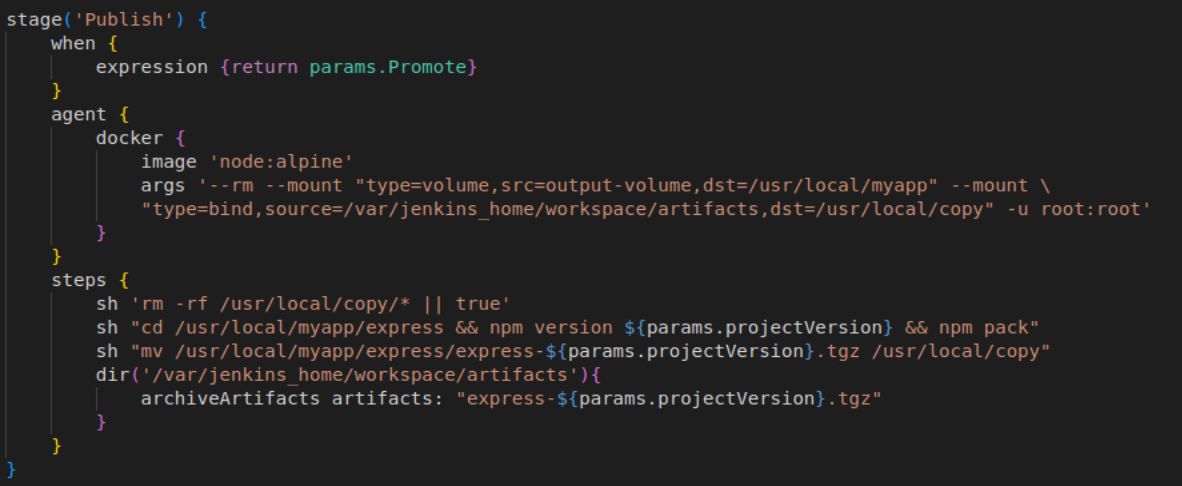 stage('Publish') {
    when {
        expression {return params.Promote}
    }
    agent {
        docker {
            image 'node:alpine'
            args '--rm --mount "type=volume,src=output-volume,dst=/usr/local/myapp" --mount \
            "type=bind,source=/var/jenkins_home/workspace/artifacts,dst=/usr/local/copy" -u root:root'
        }
    }
    steps {
        sh 'rm -rf /usr/local/copy/* || true'
        sh "cd /usr/local/myapp/express && npm version ${params.projectVersion} && npm pack"
        sh "mv /usr/local/myapp/express/express-${params.projectVersion}.tgz /usr/local/copy"
        dir('/var/jenkins_home/workspace/artifacts'){
            archiveArtifacts artifacts: "express-${params.projectVersion}.tgz"
        }
    }
}